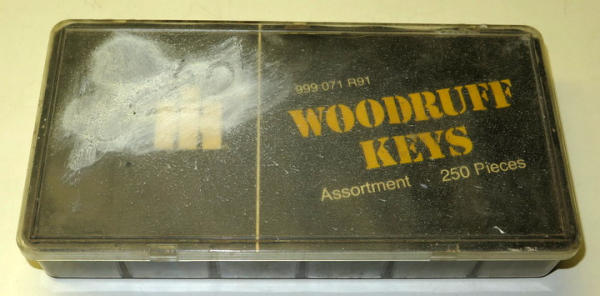 999 071 R91
WOODRUFF
KEYS
Assortment 250 Pieces